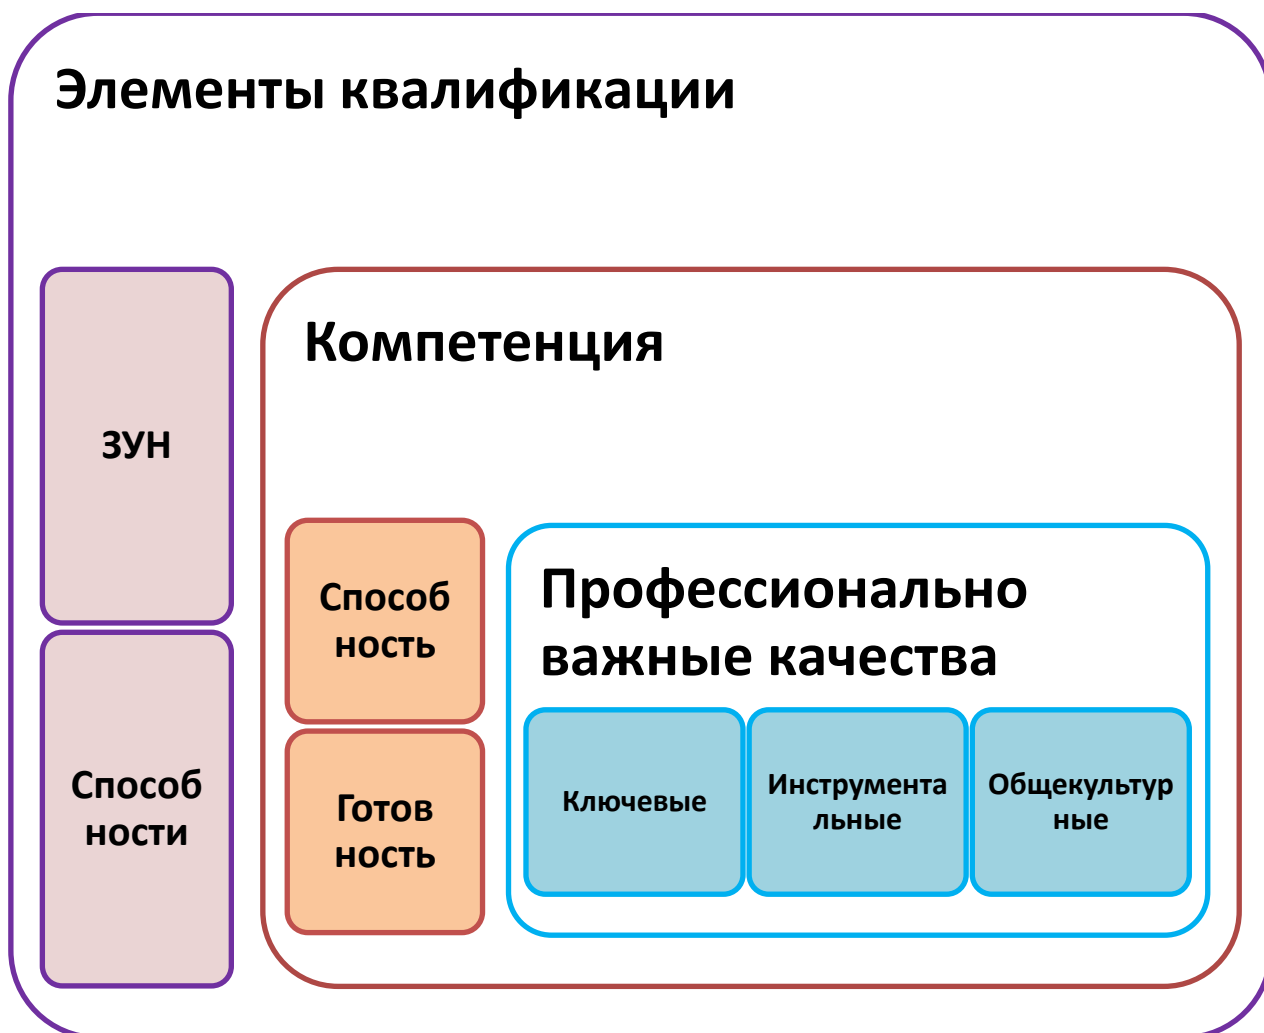 Элементы квалификации
ЗУН
Способ
ности
Компетенция
Способ
ность
Готов
ность
Профессионально
важные качества
Ключевые
Инструмента
льные
Общекультур
ные